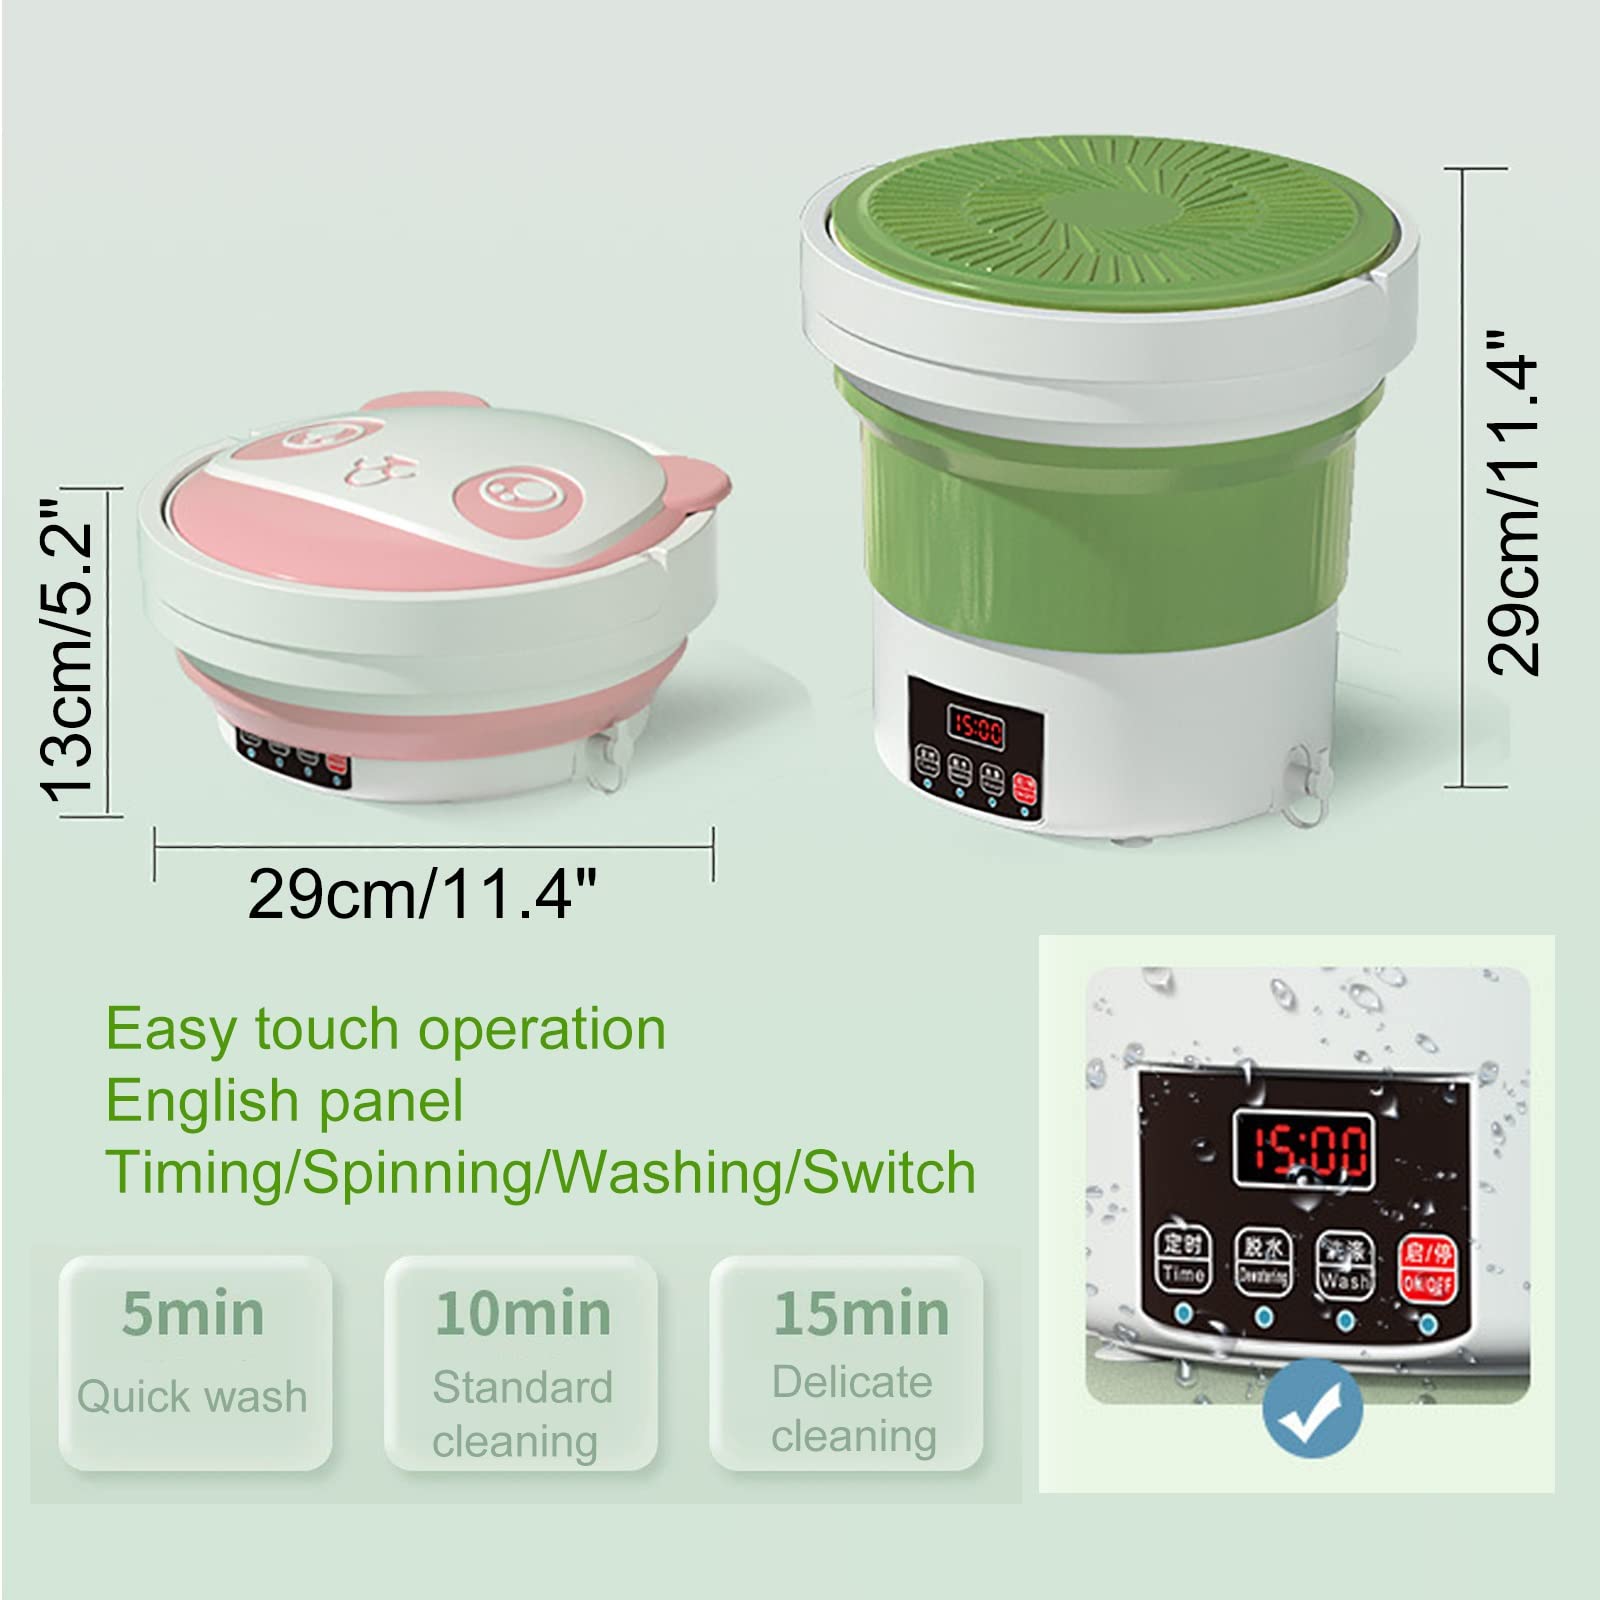 13cm/5.2"
29cm/11.4"
29cm/11.4"
15:00
Easy touch operation
English panel
Timing/Spinning/Washing/Switch
5min
Quick wash
10min
Standard
cleaning
15min
Delicate
cleaning
15:00
定时 脱水 洗涤 启/停
Time Dewatering Wash ON/OFF